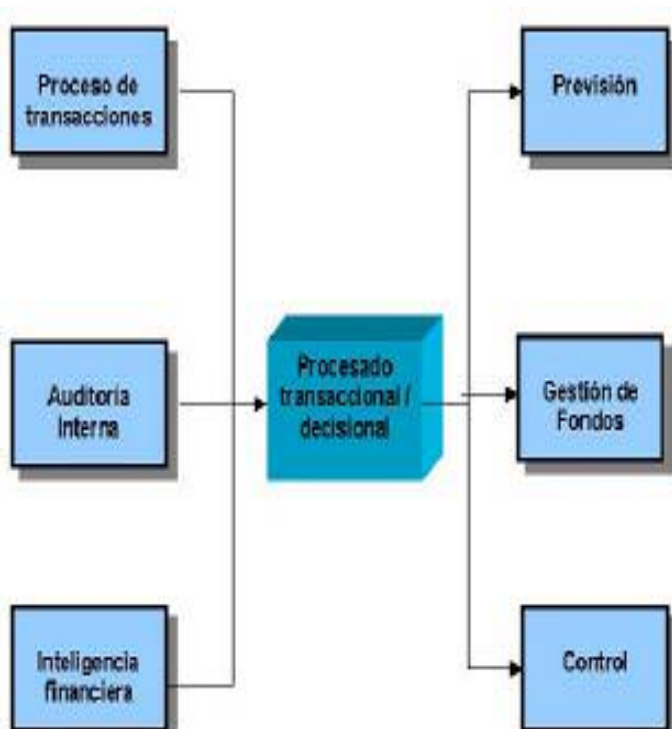 Proceso de
transacciones
Auditoría
Interna
Inteligencia
financiera
Procesado
transaccional /
decisional
Previsión
Gestión de
Fondos
Control